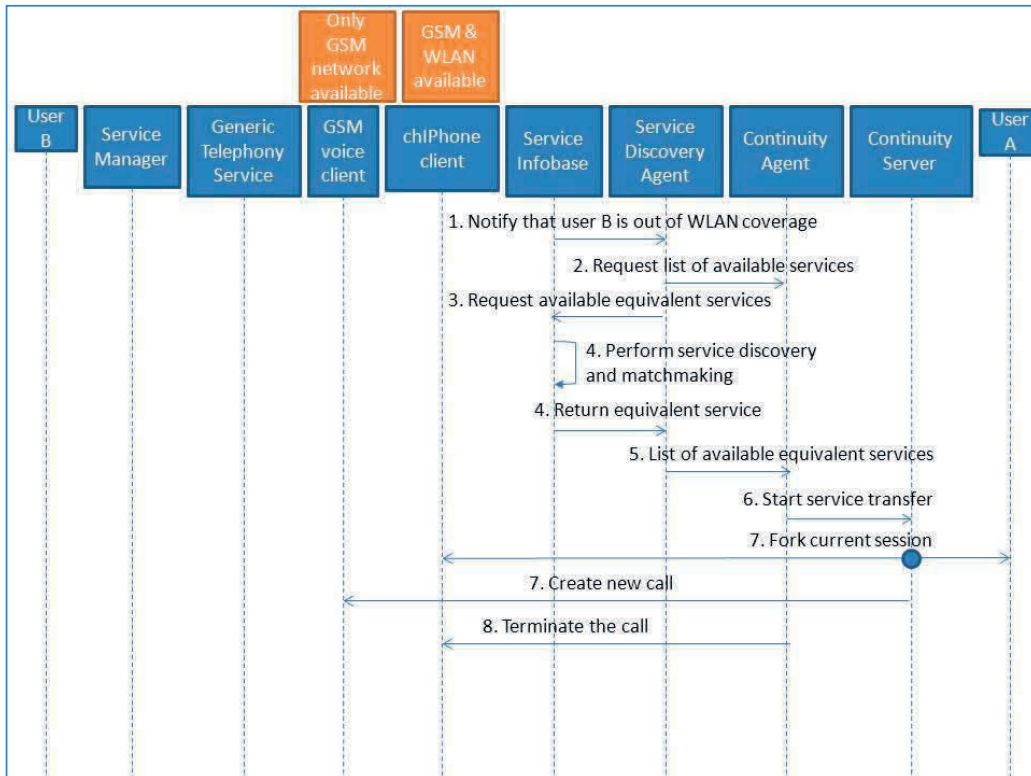 Only
GSM
network
available
GSM &
WLAN
available
User
B
Service
Manager
Generic
Telephony
Service
GSM
voice
client
chIPhone
client
Service
Infobase
Service
Discovery
Agent
Continuity
Agent
Continuity
Server
User
A
1. Notify that user B is out of WLAN coverage
2. Request list of available services
3. Request available equivalent services
4. Perform service discovery
and matchmaking
4. Return equivalent service
5. List of available equivalent services
6. Start service transfer
7. Fork current session
7. Create new call
8. Terminate the call